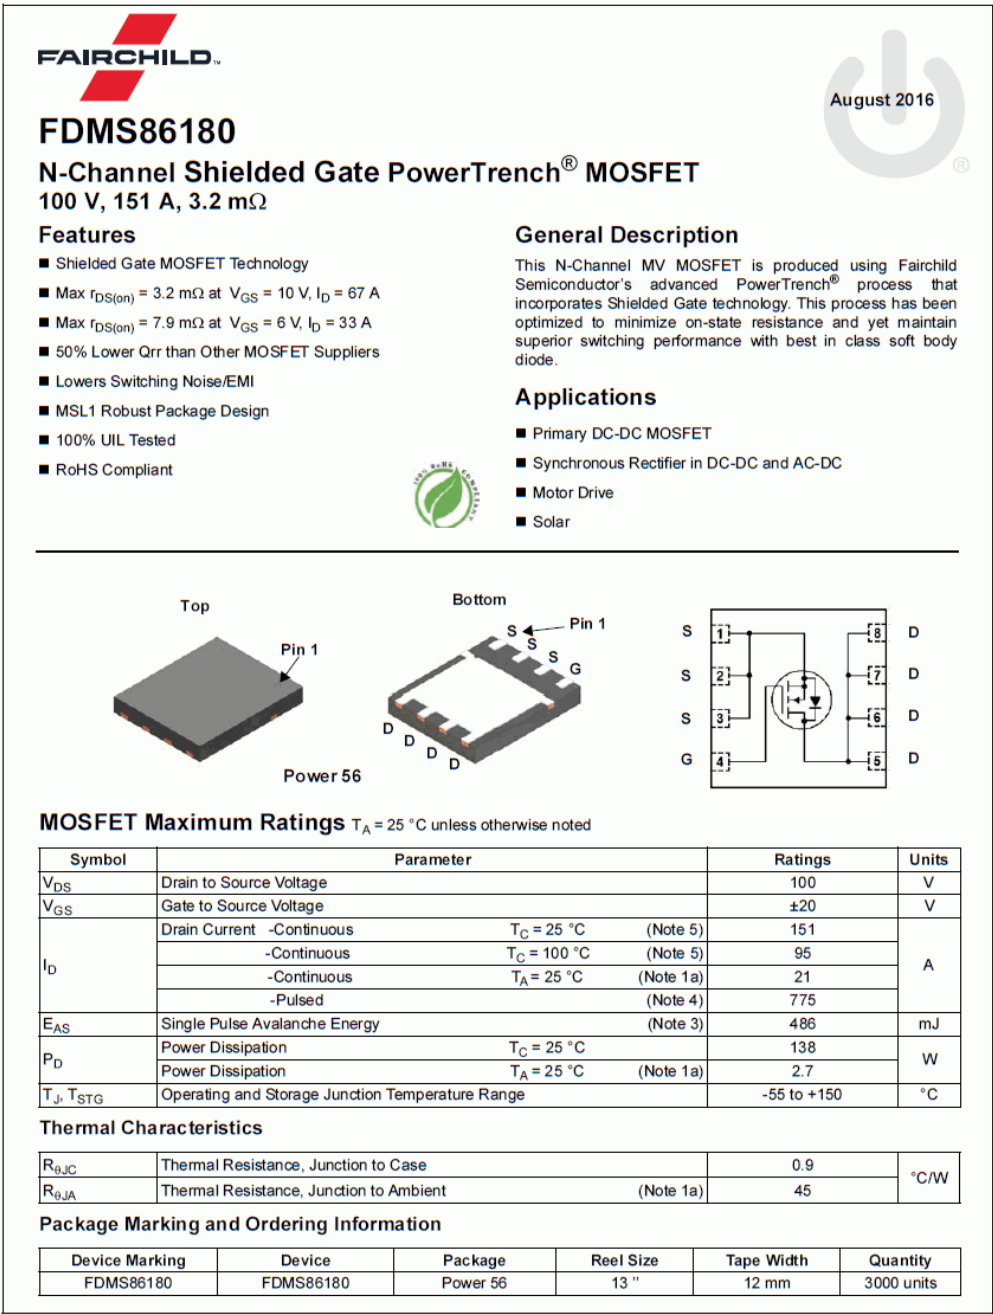 FAIRCHILD™
August 2016
®
FDMS86180
N-Channel Shielded Gate PowerTrench® MOSFET
100 V, 151 A, 3.2 mΩ
Features
■ Shielded Gate MOSFET Technology
■ Max rDS(on) = 3.2 mΩ at VGS = 10 V, ID = 67 A
■ Max rDS(on) = 7.9 mΩ at VGS = 6 V, ID = 33 A
■ 50% Lower Qrr than Other MOSFET Suppliers
■ Lowers Switching Noise/EMI
■ MSL1 Robust Package Design
■ 100% UIL Tested
■ RoHS Compliant
100% RoHS COMPLIANT
General Description
This N-Channel MV MOSFET is produced using Fairchild
Semiconductor's advanced PowerTrench® process that
incorporates Shielded Gate technology. This process has been
optimized to minimize on-state resistance and yet maintain
superior switching performance with best in class soft body
diode.
Applications
■ Primary DC-DC MOSFET
■ Synchronous Rectifier in DC-DC and AC-DC
■ Motor Drive
■ Solar
Top
Pin 1
Bottom
Pin 1
S
S
S
G
D
D
D
D
Power 56
S 1 8 D
S 2 7 D
S 3 6 D
G 4 5 D
MOSFET Maximum Ratings TA = 25 °C unless otherwise noted
Symbol Parameter Ratings Units
VDS Drain to Source Voltage 100 V
VGS Gate to Source Voltage ±20 V
ID Drain Current -Continuous TC = 25 °C (Note 5) 151 A
-Continuous TC = 100 °C (Note 5) 95
-Continuous TA = 25 °C (Note 1a) 21
-Pulsed (Note 4) 775
EAS Single Pulse Avalanche Energy (Note 3) 486 mJ
PD Power Dissipation TC = 25 °C 138 W
Power Dissipation TA = 25 °C (Note 1a) 2.7
TJ, TSTG Operating and Storage Junction Temperature Range -55 to +150 °C
Thermal Characteristics
RθJC Thermal Resistance, Junction to Case 0.9 °C/W
RθJA Thermal Resistance, Junction to Ambient (Note 1a) 45
Package Marking and Ordering Information
Device Marking Device Package Reel Size Tape Width Quantity
FDMS86180 FDMS86180 Power 56 13 " 12 mm 3000 units